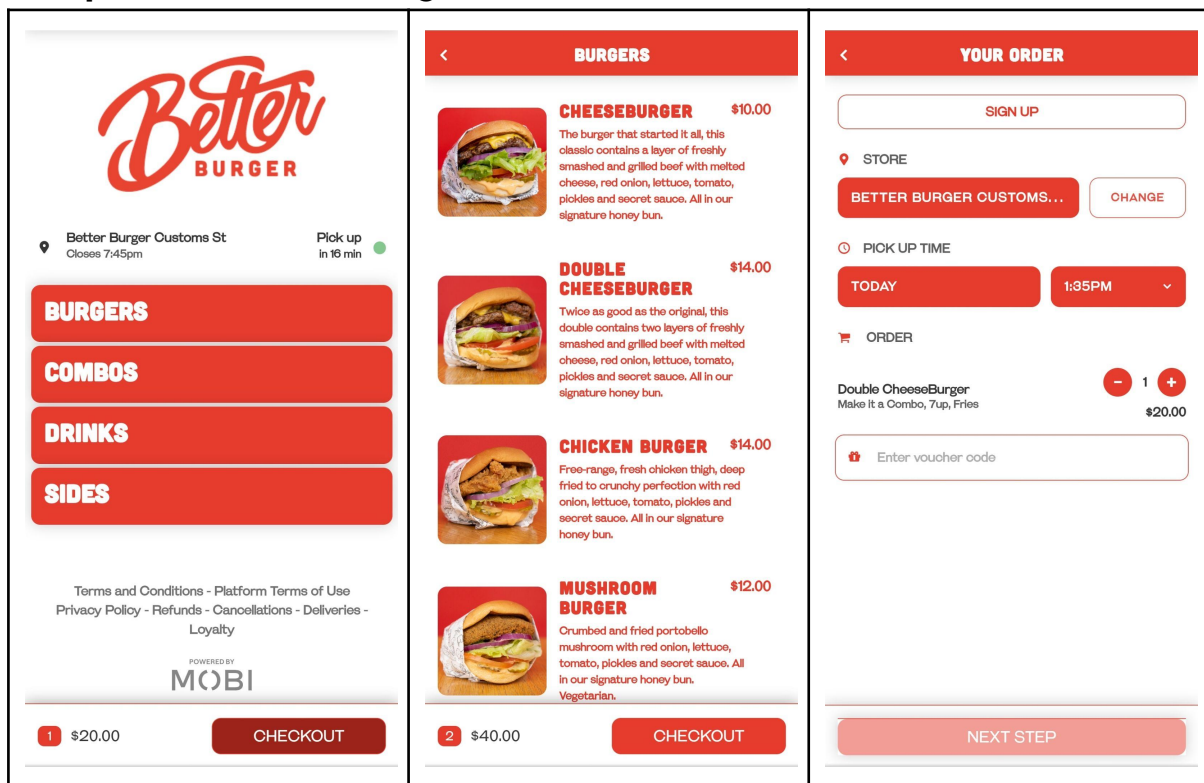 Better
BURGER
Better Burger Customs St
Closes 7:45pm
Pick up
in 16 min
BURGERS
COMBOS
DRINKS
SIDES
Terms and Conditions - Platform Terms of Use
Privacy Policy - Refunds - Cancellations - Deliveries -
Loyalty
POWERED BY
MOBI
1 $20.00 CHECKOUT
BURGERS
CHEESEBURGER $10.00
The burger that started it all, this
classic contains a layer of freshly
smashed and grilled beef with melted
cheese, red onion, lettuce, tomato,
pickles and secret sauce. All in our
signature honey bun.
DOUBLE $14.00
CHEESEBURGER
Twice as good as the original, this
double contains two layers of freshly
smashed and grilled beef with melted
cheese, red onion, lettuce, tomato,
pickles and secret sauce. All in our
signature honey bun.
CHICKEN BURGER $14.00
Free-range, fresh chicken thigh, deep
fried to crunchy perfection with red
onion, lettuce, tomato, pickles and
secret sauce. All in our signature
honey bun.
MUSHROOM $12.00
BURGER
Crumbed and fried portobello
mushroom with red onion, lettuce,
tomato, pickles and secret sauce. All
in our signature honey bun.
Vegetarian.
2 $40.00 CHECKOUT
YOUR ORDER
SIGN UP
STORE
BETTER BURGER CUSTOMS... CHANGE
PICK UP TIME
TODAY 1:35PM
ORDER
Double CheeseBurger - 1 +
Make it a Combo, 7up, Fries $20.00
Enter voucher code
NEXT STEP